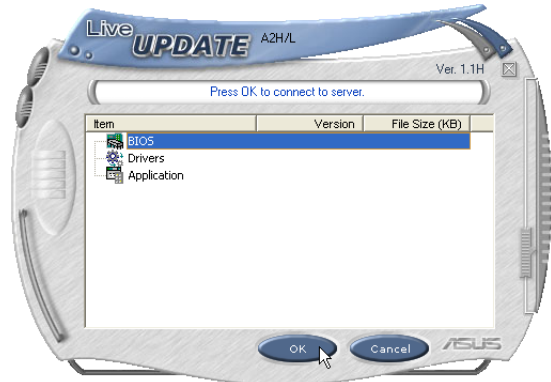 Live UPDATE A2H/L
Ver. 1.1H
Press OK to connect to server.
Item Version File Size (KB)
BIOS
Drivers
Application
OK Cancel ASUS